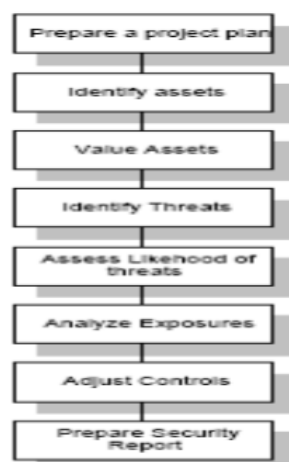 Prepare a project plan
Identify assets
Value Assets
Identify Threats
Assess Likehood of
threats
Analyze Exposures
Adjust Controls
Prepare Security
Report